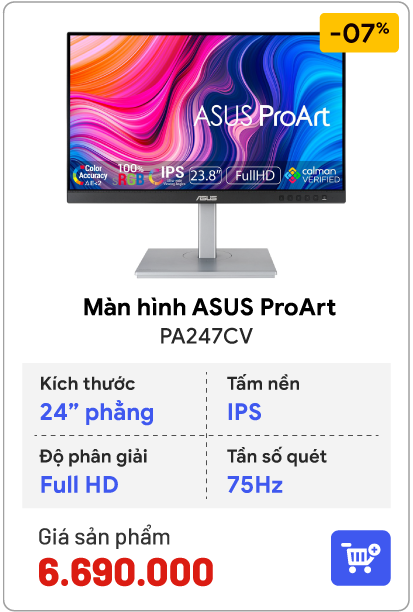 -07%
ASUS ProArt
Color Accuracy ΔE<2
100% sRGB
IPS
23.8"
FullHD
calman VERIFIED
ASUS
Màn hình ASUS ProArt
PA247CV
Kích thước
24” phẳng
Tấm nền
IPS
Độ phân giải
Full HD
Tần số quét
75Hz
Giá sản phẩm
6.690.000